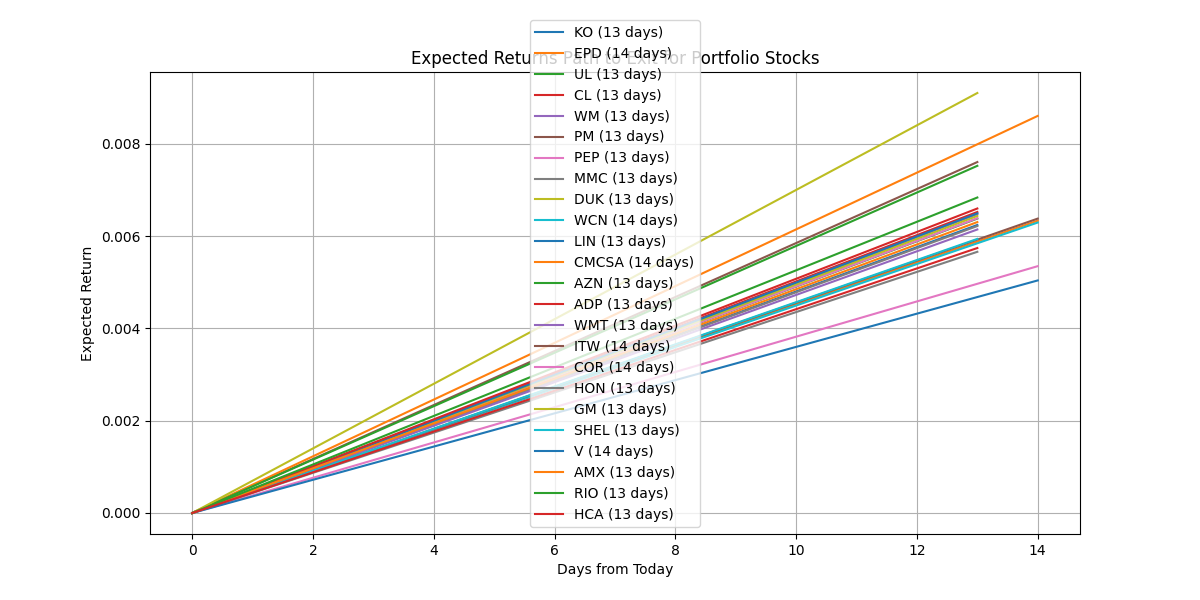 Expected Returns Path to Exit for Portfolio Stocks
KO (13 days)
EPD (14 days)
UL (13 days)
CL (13 days)
WM (13 days)
PM (13 days)
PEP (13 days)
MMC (13 days)
DUK (13 days)
WCN (14 days)
LIN (13 days)
CMCSA (14 days)
AZN (13 days)
ADP (13 days)
WMT (13 days)
ITW (14 days)
COR (14 days)
HON (13 days)
GM (13 days)
SHEL (13 days)
V (14 days)
AMX (13 days)
RIO (13 days)
HCA (13 days)
Expected Return
0.008
0.006
0.004
0.002
0.000
0 2 4 6 8 10 12 14
Days from Today